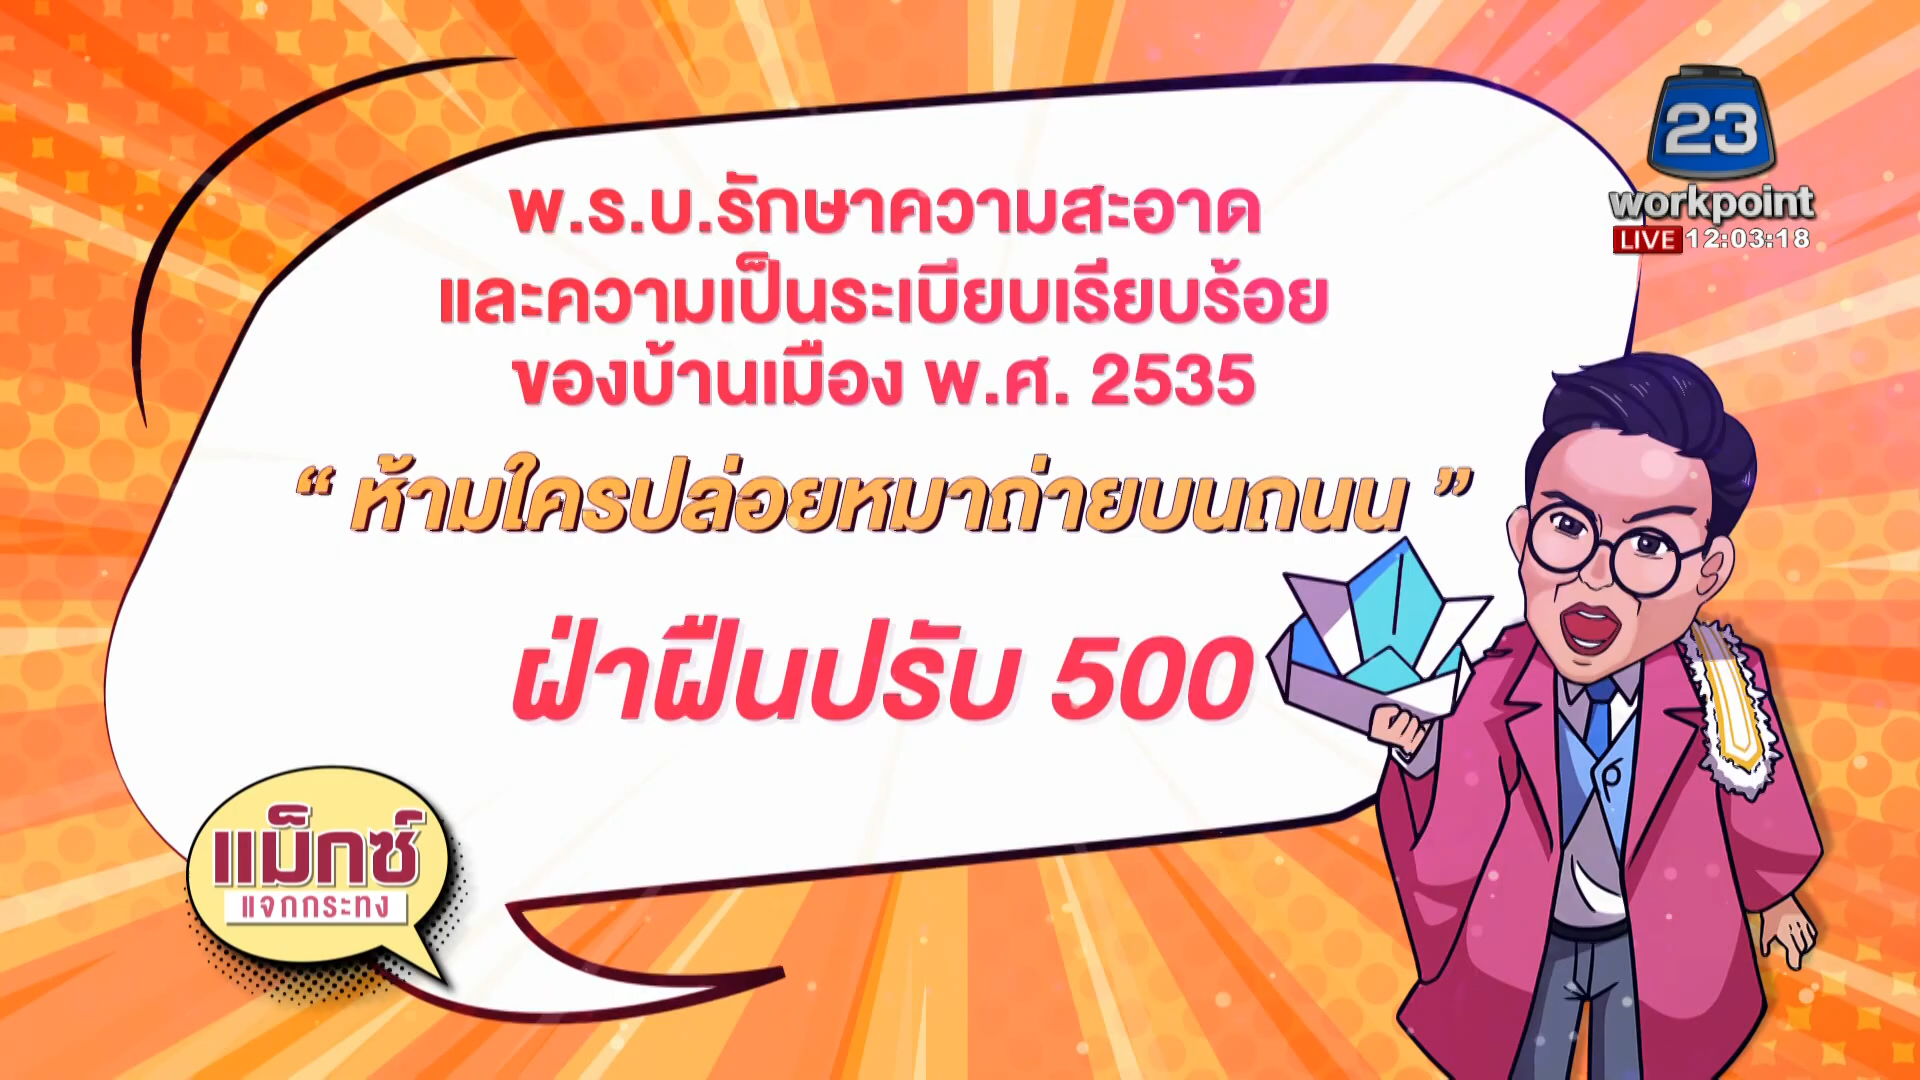 พ.ร.บ.รักษาความสะอาด
และความเป็นระเบียบเรียบร้อย
ของบ้านเมือง พ.ศ. 2535
“ ห้ามใครปล่อยหมาถ่ายบนถนน ”
ฝ่าฝืนปรับ 500
แม็กซ์
แจกกระทง
23
workpoint
LIVE 12:03:18